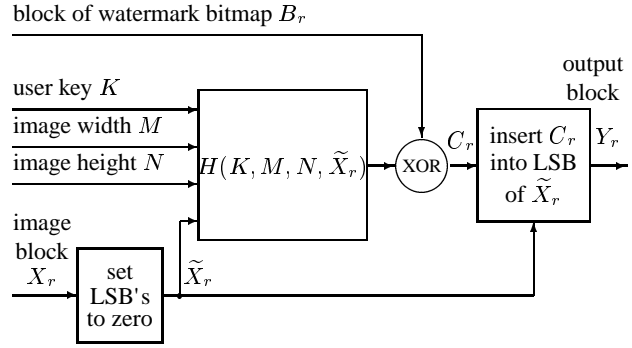 block of watermark bitmap B_r
output
block
user key K
image width M
image height N
H(K, M, N, X̃_r)
XOR
C_r
insert C_r
into LSB
of X̃_r
Y_r
image
block
X_r
set
LSB's
to zero
X̃_r